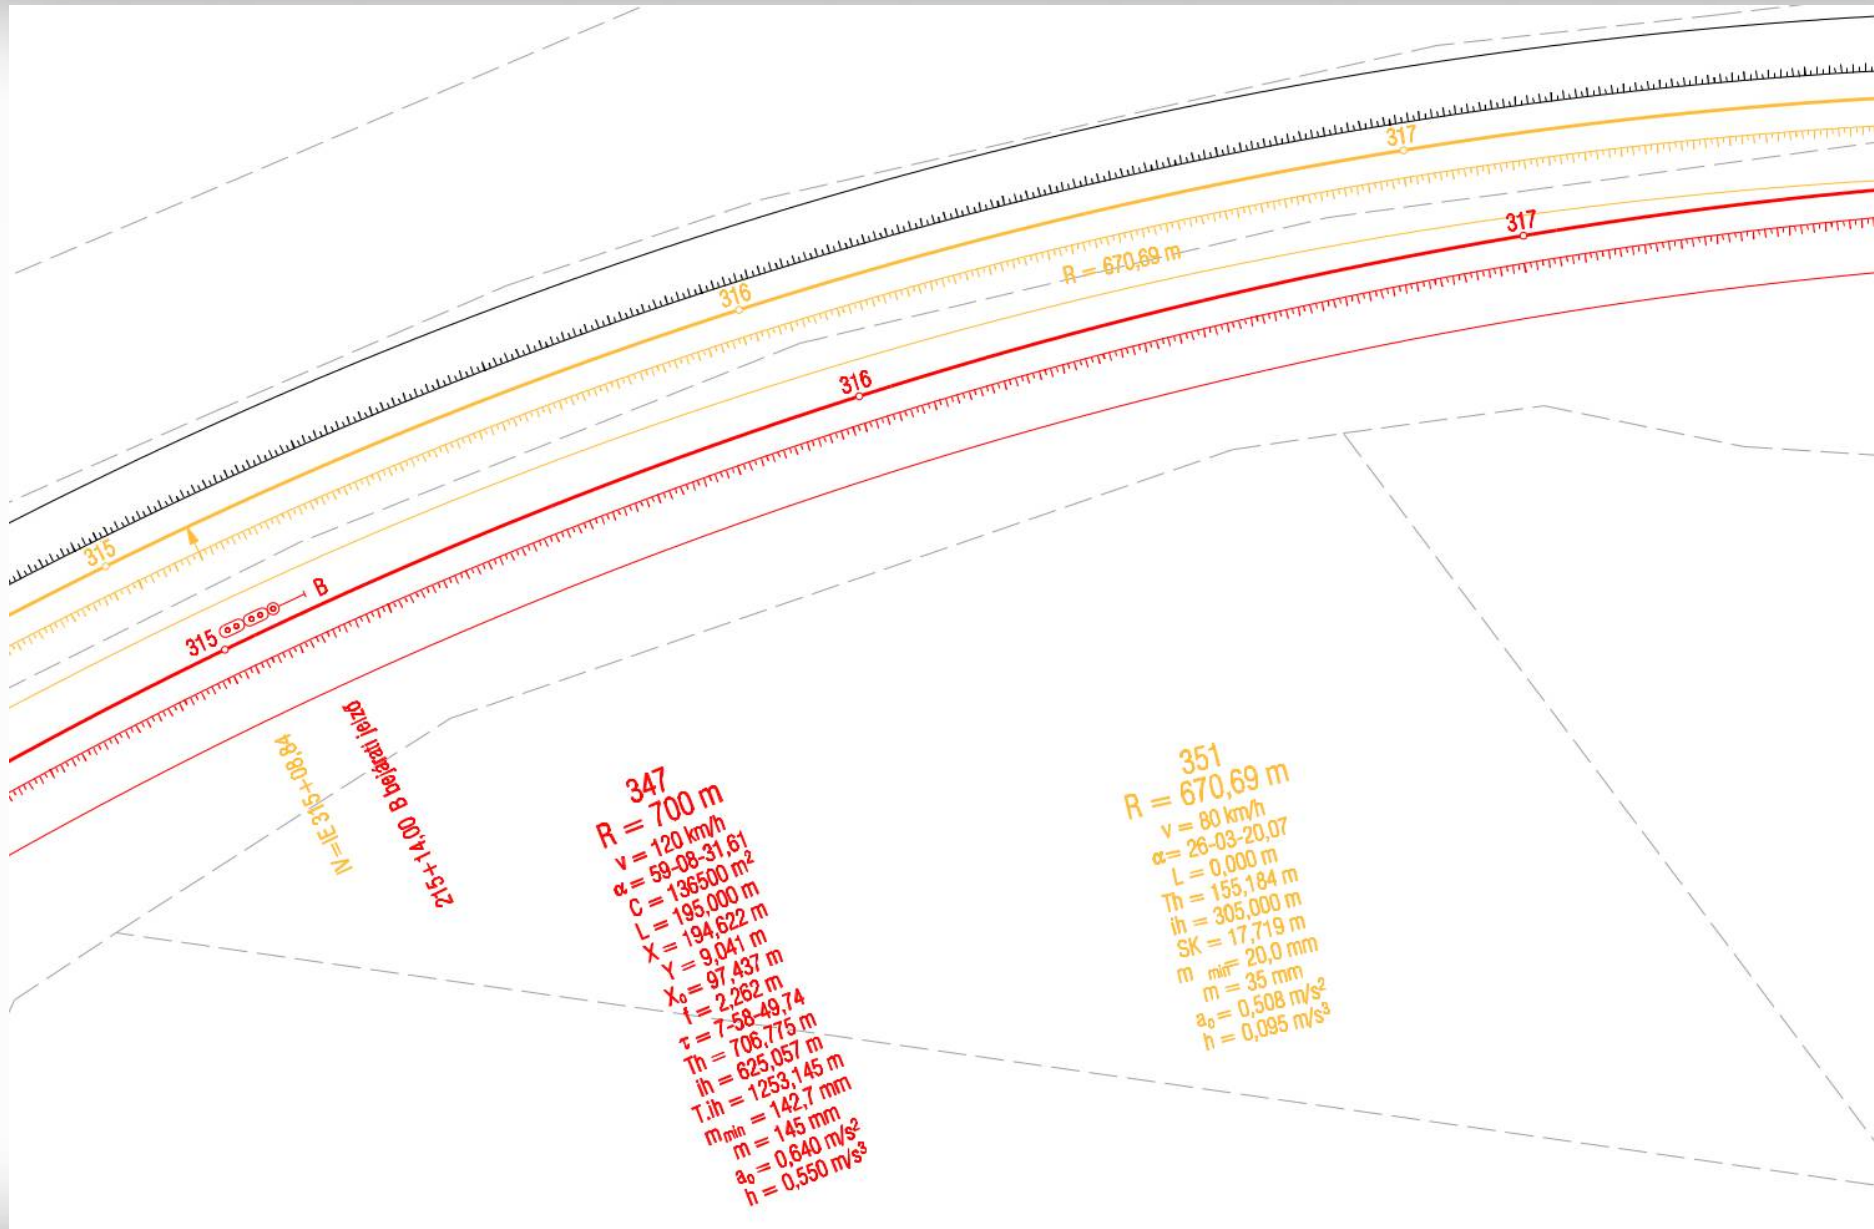 317
317
R = 670,69 m
316
316
315
B
315
IV=IE 315+08,84
215+14,00 B bejárati jelző
347
R = 700 m
v = 120 km/h
α = 59-08-31,61
C = 136500 m²
L = 195,000 m
X = 194,622 m
Y = 9,041 m
X₀ = 97,437 m
f = 2,262 m
τ = 7-58-49,74
Th = 706,775 m
ih = 625,057 m
T.ih = 1253,145 m
m min = 142,7 mm
m = 145 mm
a₀ = 0,640 m/s²
h = 0,550 m/s³
351
R = 670,69 m
v = 80 km/h
α = 26-03-20,07
L = 0,000 m
Th = 155,184 m
ih = 305,000 m
SK = 17,719 m
m min = 20,0 mm
m = 35 mm
a₀ = 0,508 m/s²
h = 0,095 m/s³